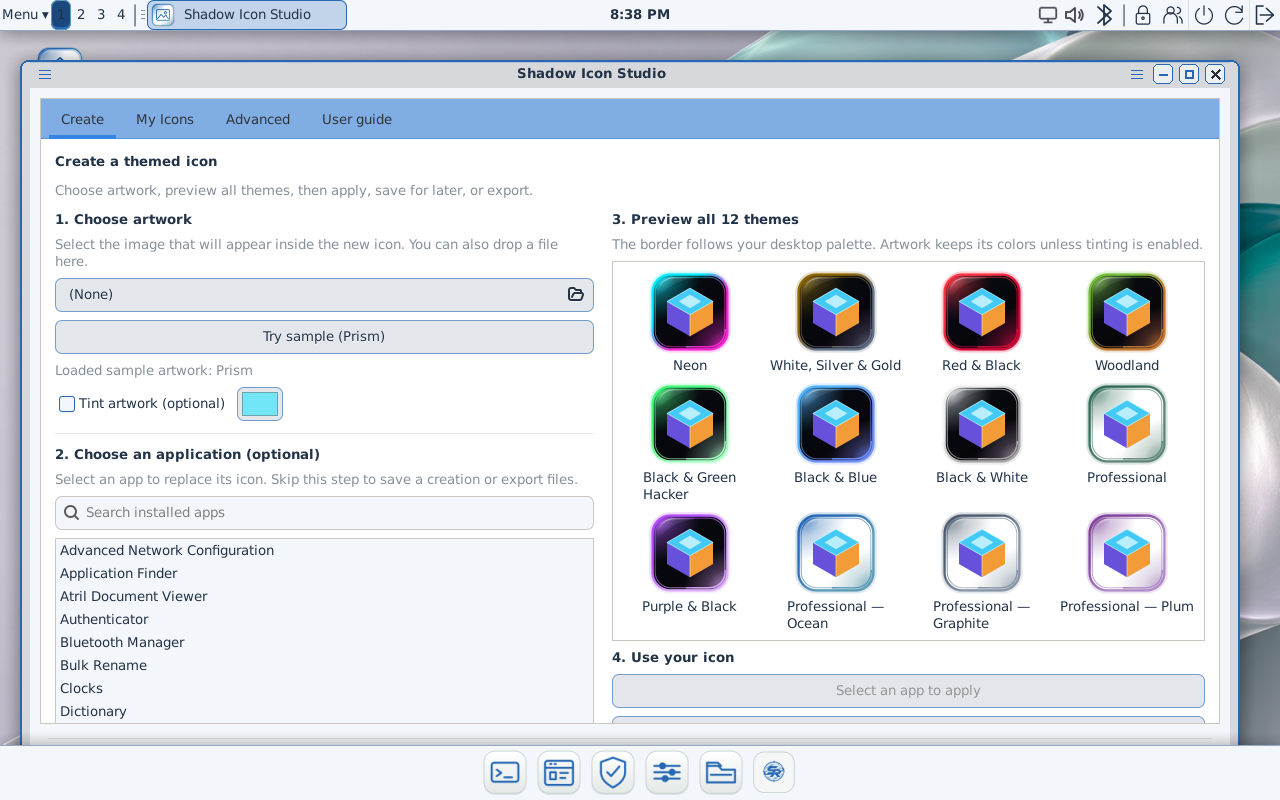 Menu ▾ 1 2 3 4 Shadow Icon Studio 8:38 PM
Shadow Icon Studio
Create My Icons Advanced User guide
Create a themed icon
Choose artwork, preview all themes, then apply, save for later, or export.
1. Choose artwork
Select the image that will appear inside the new icon. You can also drop a file
here.
(None)
Try sample (Prism)
Loaded sample artwork: Prism
Tint artwork (optional)
2. Choose an application (optional)
Select an app to replace its icon. Skip this step to save a creation or export files.
Search installed apps
Advanced Network Configuration
Application Finder
Atril Document Viewer
Authenticator
Bluetooth Manager
Bulk Rename
Clocks
Dictionary
3. Preview all 12 themes
The border follows your desktop palette. Artwork keeps its colors unless tinting is enabled.
Neon
White, Silver & Gold
Red & Black
Woodland
Black & Green
Hacker
Black & Blue
Black & White
Professional
Purple & Black
Professional —
Ocean
Professional —
Graphite
Professional — Plum
4. Use your icon
Select an app to apply